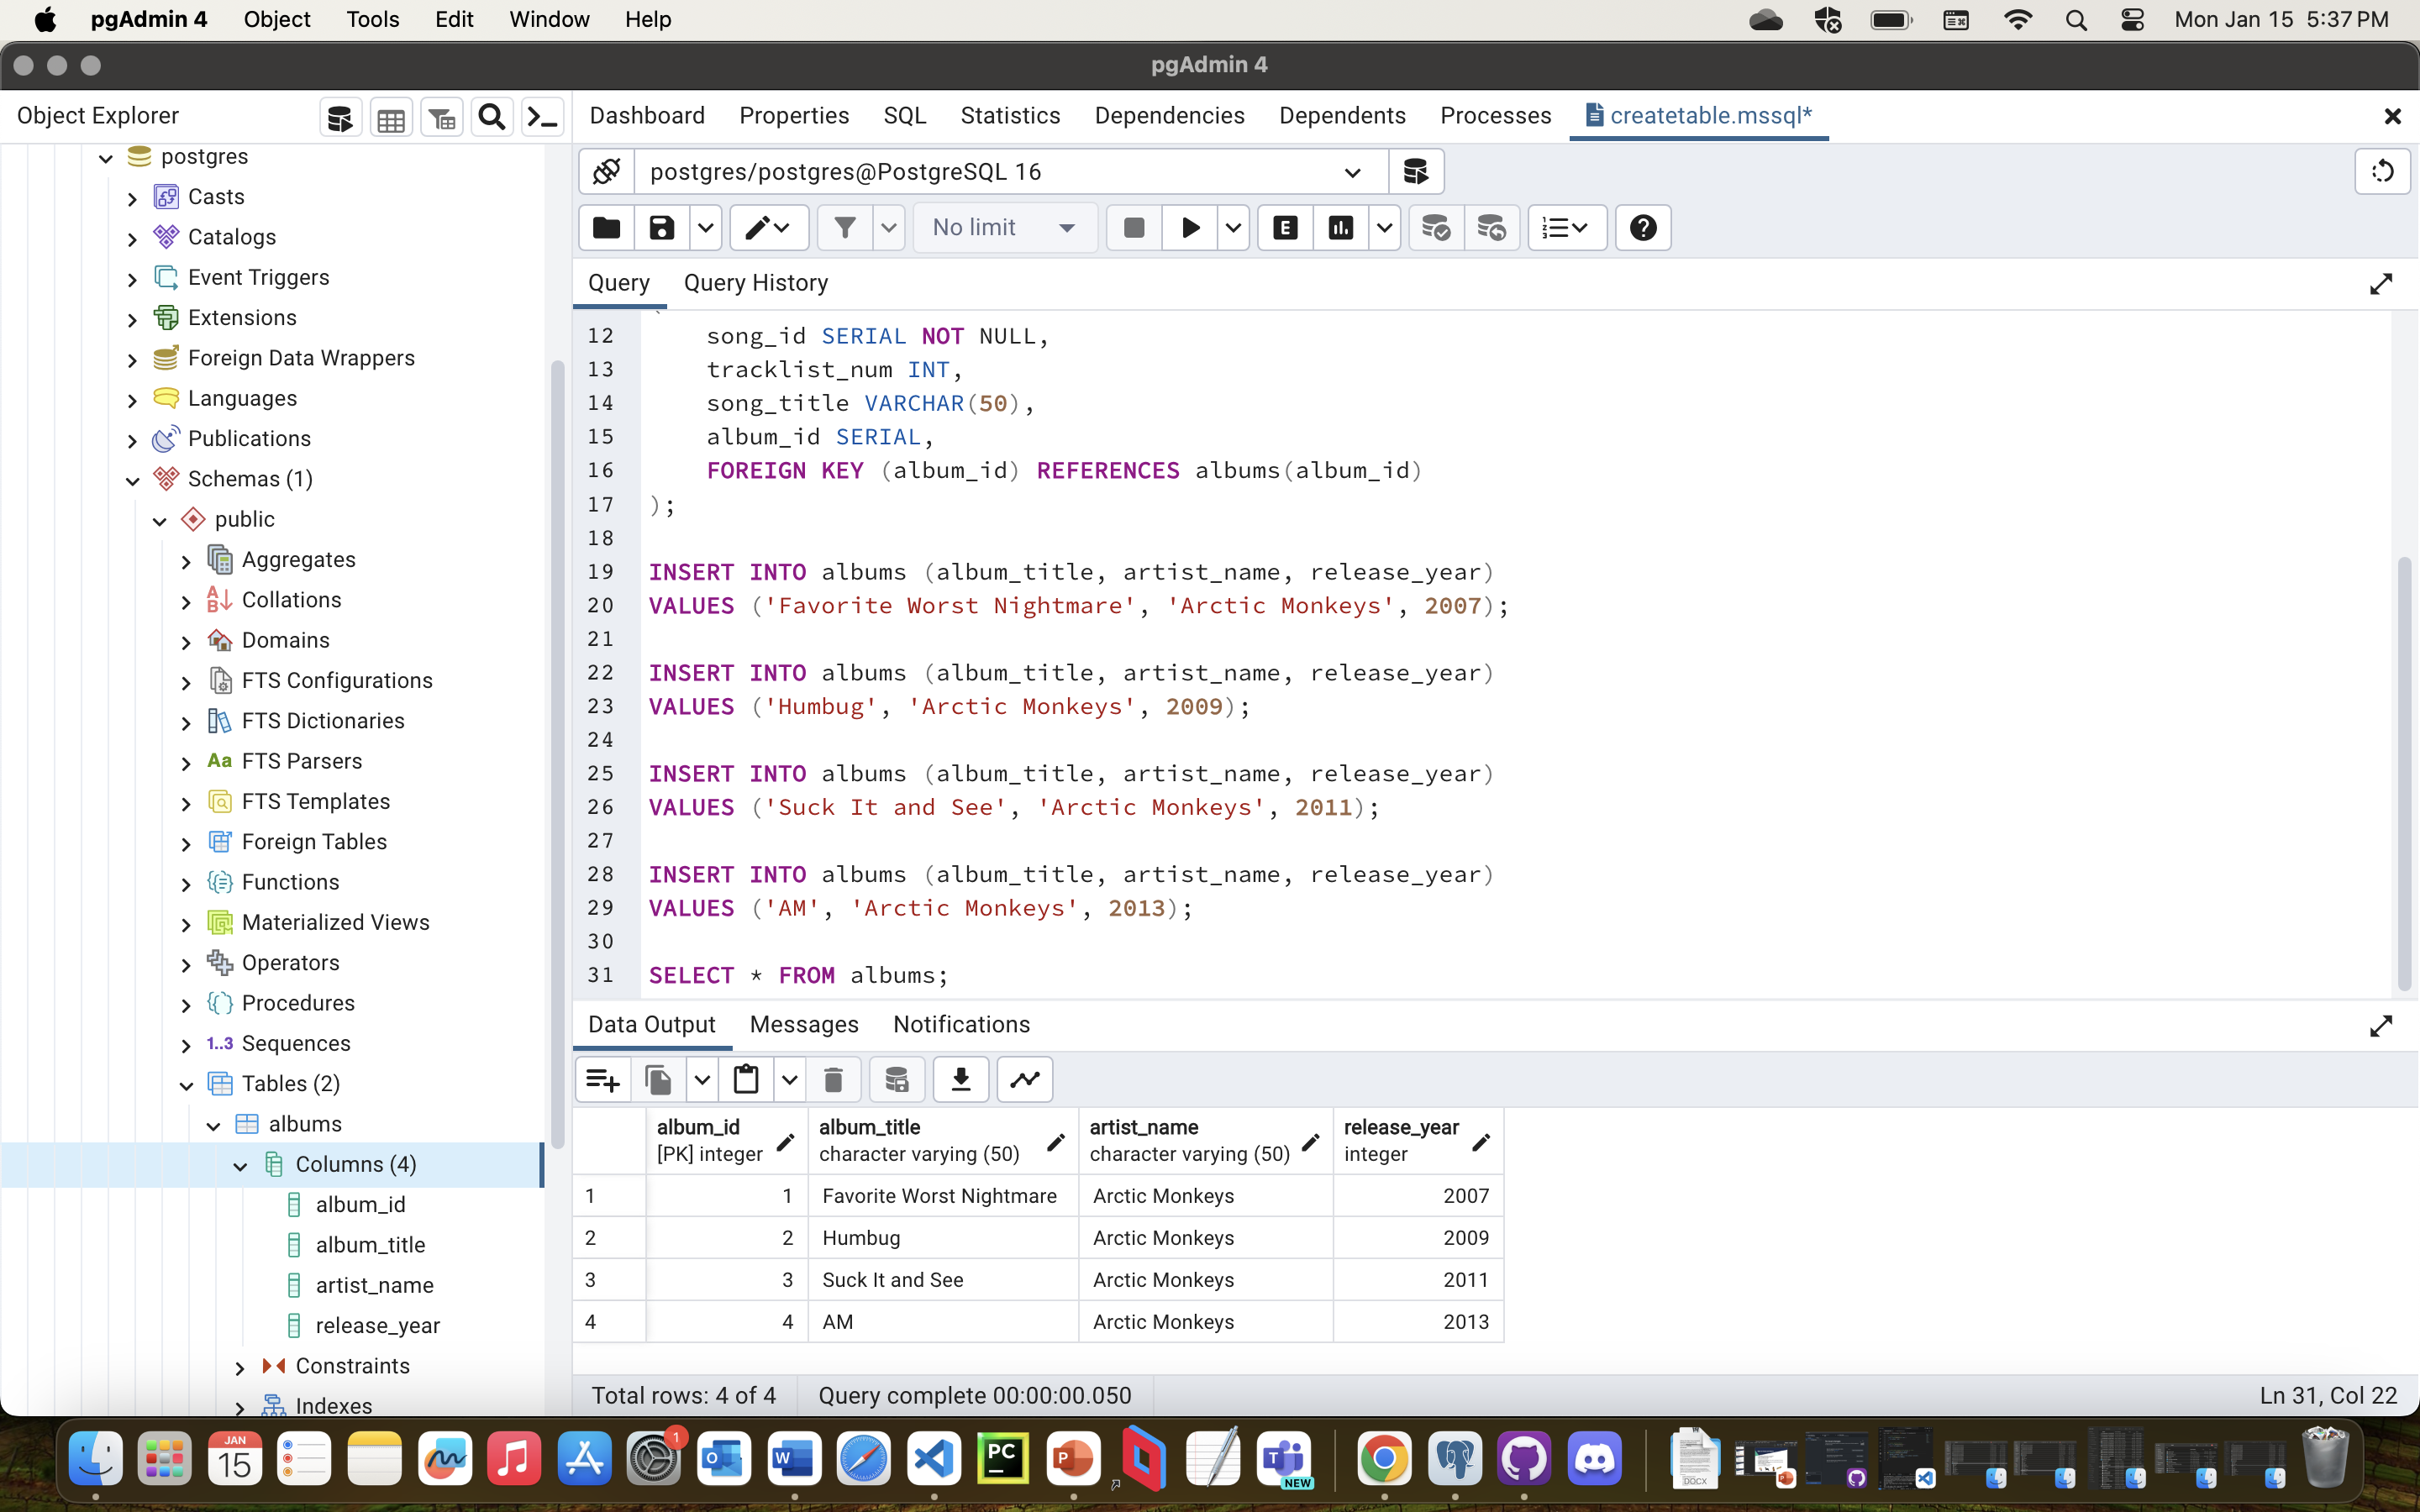 pgAdmin 4 Object Tools Edit Window Help Mon Jan 15 5:37 PM
pgAdmin 4
Object Explorer
Dashboard Properties SQL Statistics Dependencies Dependents Processes createtable.mssql*
postgres
Casts
Catalogs
Event Triggers
Extensions
Foreign Data Wrappers
Languages
Publications
Schemas (1)
public
Aggregates
Collations
Domains
FTS Configurations
FTS Dictionaries
Aa FTS Parsers
FTS Templates
Foreign Tables
Functions
Materialized Views
Operators
Procedures
1..3 Sequences
Tables (2)
albums
Columns (4)
album_id
album_title
artist_name
release_year
Constraints
Indexes
postgres/postgres@PostgreSQL 16
No limit
E
Query Query History
12 song_id SERIAL NOT NULL,
13 tracklist_num INT,
14 song_title VARCHAR(50),
15 album_id SERIAL,
16 FOREIGN KEY (album_id) REFERENCES albums(album_id)
17 );
18
19 INSERT INTO albums (album_title, artist_name, release_year)
20 VALUES ('Favorite Worst Nightmare', 'Arctic Monkeys', 2007);
21
22 INSERT INTO albums (album_title, artist_name, release_year)
23 VALUES ('Humbug', 'Arctic Monkeys', 2009);
24
25 INSERT INTO albums (album_title, artist_name, release_year)
26 VALUES ('Suck It and See', 'Arctic Monkeys', 2011);
27
28 INSERT INTO albums (album_title, artist_name, release_year)
29 VALUES ('AM', 'Arctic Monkeys', 2013);
30
31 SELECT * FROM albums;
Data Output Messages Notifications
album_id album_title artist_name release_year
[PK] integer character varying (50) character varying (50) integer
1 1 Favorite Worst Nightmare Arctic Monkeys 2007
2 2 Humbug Arctic Monkeys 2009
3 3 Suck It and See Arctic Monkeys 2011
4 4 AM Arctic Monkeys 2013
Total rows: 4 of 4 Query complete 00:00:00.050 Ln 31, Col 22
JAN
15
1
PC
NEW
DOCX